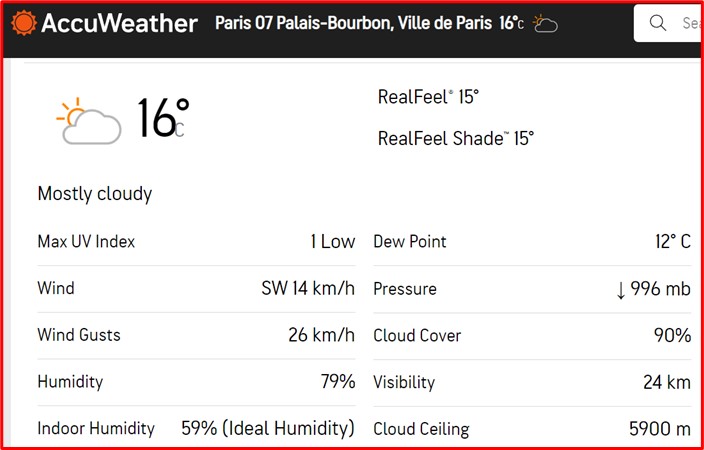 AccuWeather Paris 07 Palais-Bourbon, Ville de Paris 16°C
16°C
RealFeel® 15°
RealFeel Shade™ 15°
Mostly cloudy
Max UV Index 1 Low
Wind SW 14 km/h
Wind Gusts 26 km/h
Humidity 79%
Indoor Humidity 59% (Ideal Humidity)
Dew Point 12° C
Pressure ↓ 996 mb
Cloud Cover 90%
Visibility 24 km
Cloud Ceiling 5900 m